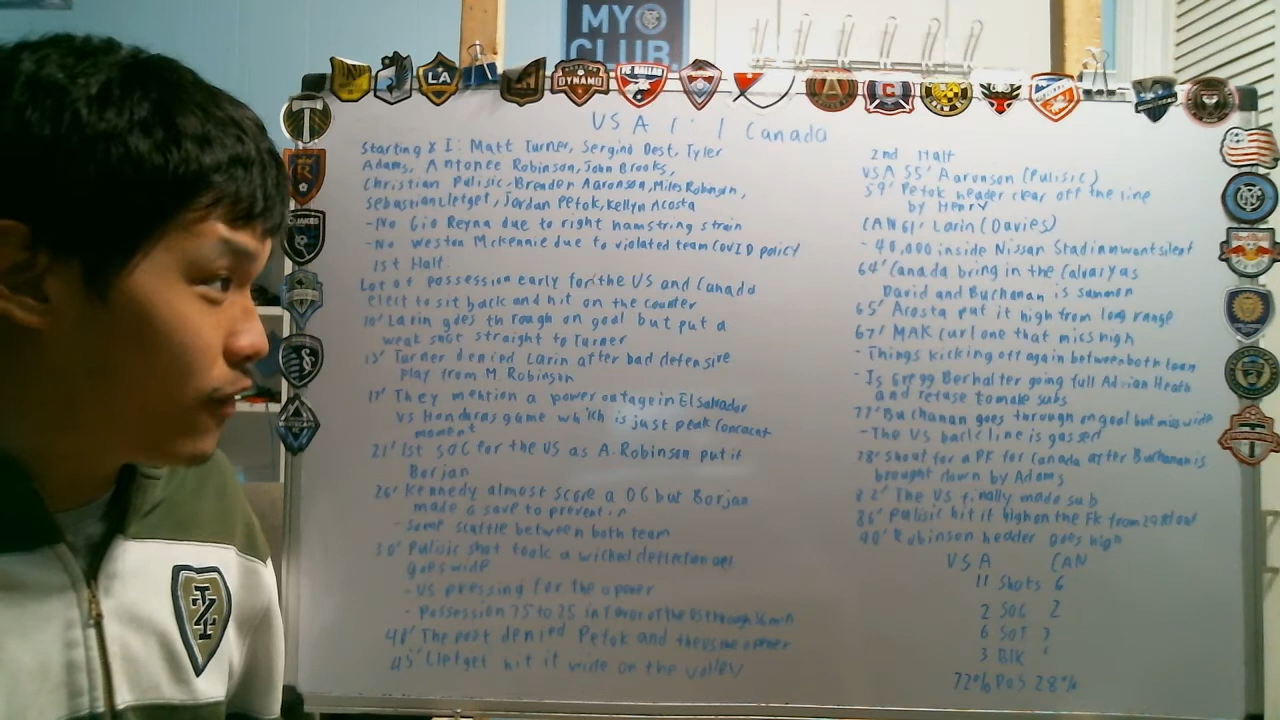 MY
CLUB.
LA
DYNAMO
FC DALLAS
USA 1:1 Canada
Starting XI: Matt Turner, Sergino Dest, Tyler
Adams, Antonee Robinson, John Brooks,
Christian Pulisic, Brenden Aaronson, Miles Robinson,
Sebastian Lletget, Jordan Pefok, Kellyn Acosta
-No Gio Reyna due to right hamstring strain
-No Weston Mckennie due to violated team COVID policy
1st Half
Lot of possession early for the US and Canada
elect to sit back and hit on the counter
10' Larin goes through on goal but put a
weak shot straight to Turner
13' Turner denied Larin after bad defensive
play from M. Robinson
17' They mention a power outage in El Salvador
vs Honduras game which is just peak Concacaf
moment
21' 1st SOG for the US as A. Robinson put it
Borjan
26' Kennedy almost score a OG but Borjan
made a save to prevent it
- some scuffle between both team
30' Pulisic shot took a wicked deflection and
goes wide
- US pressing for the opener
- Possession 75 to 25 in favor of the US through 36 min
40' The post denied Pefok and the US the opener
45' Lletget hit it wide on the volley
2nd Half
USA 55' Aaronson (Pulisic)
59' Pefok header clear off the line
by Henry
CAN 61' Larin (Davies)
- 40,000 inside Nissan Stadium want silent
64' Canada bring in the Calvary as
David and Buchanan is summon
65' Acosta put it high from long range
67' MAK curl one that miss high
- Things kicking off again between both team
- Is Gregg Berhalter going full Adrian Heath
and refuse to make subs
77' Buchanan goes through on goal but miss wide
- The US backline is gassed
78' Shout for a PK for Canada after Buchanan is
brought down by Adams
82' The US finally made sub
86' Pulisic hit it high on the FK from 29 yd out
90' Robinson header goes high
USA CAN
11 Shots 6
2 SOG 2
6 SOT
3 Blk
72% POS 28%